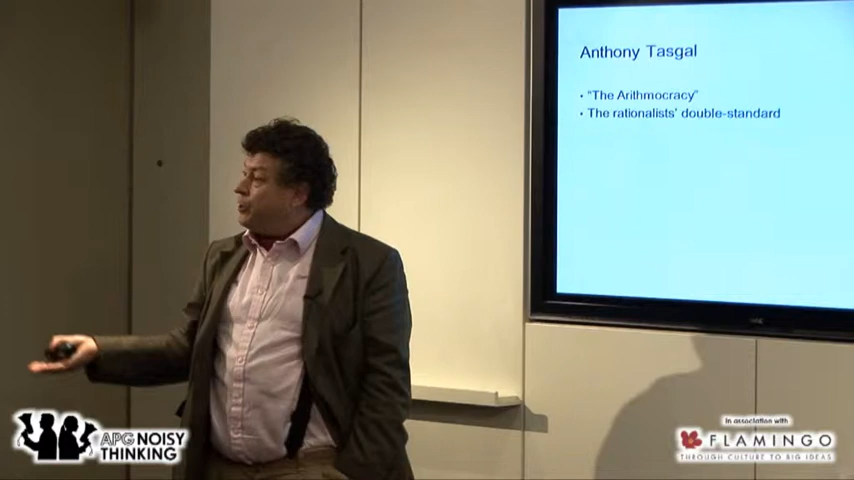 Anthony Tasgal
• "The Arithmocracy"
• The rationalists' double-standard
APG NOISY
THINKING
In association with
FLAMINGO
THROUGH CULTURE TO BIG IDEAS